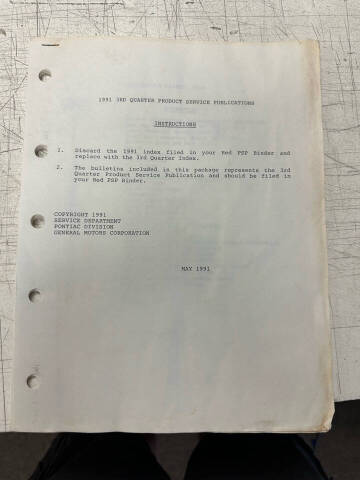 1991 3RD QUARTER PRODUCT SERVICE PUBLICATIONS
INSTRUCTIONS
1. Discard the 1991 index filed in your Red PSP Binder and
replace with the 3rd Quarter Index.
2. The bulletins included in this package represents the 3rd
Quarter Product Service Publication and should be filed in
your Red PSP Binder.
COPYRIGHT 1991
SERVICE DEPARTMENT
PONTIAC DIVISION
GENERAL MOTORS CORPORATION
MAY 1991